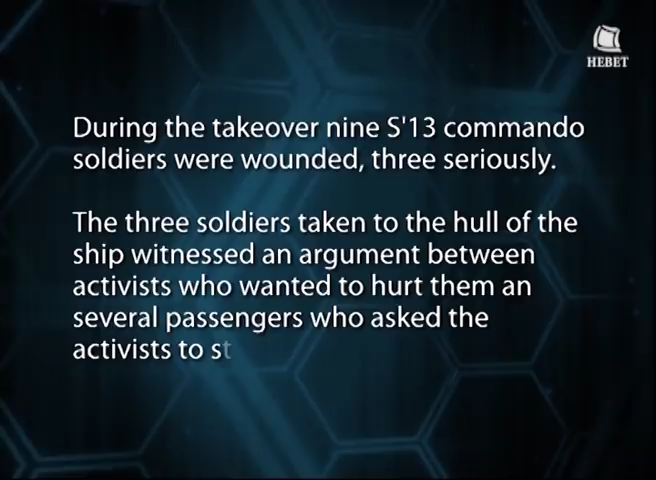 HEBET
During the takeover nine S'13 commando
soldiers were wounded, three seriously.
The three soldiers taken to the hull of the
ship witnessed an argument between
activists who wanted to hurt them an
several passengers who asked the
activists to st